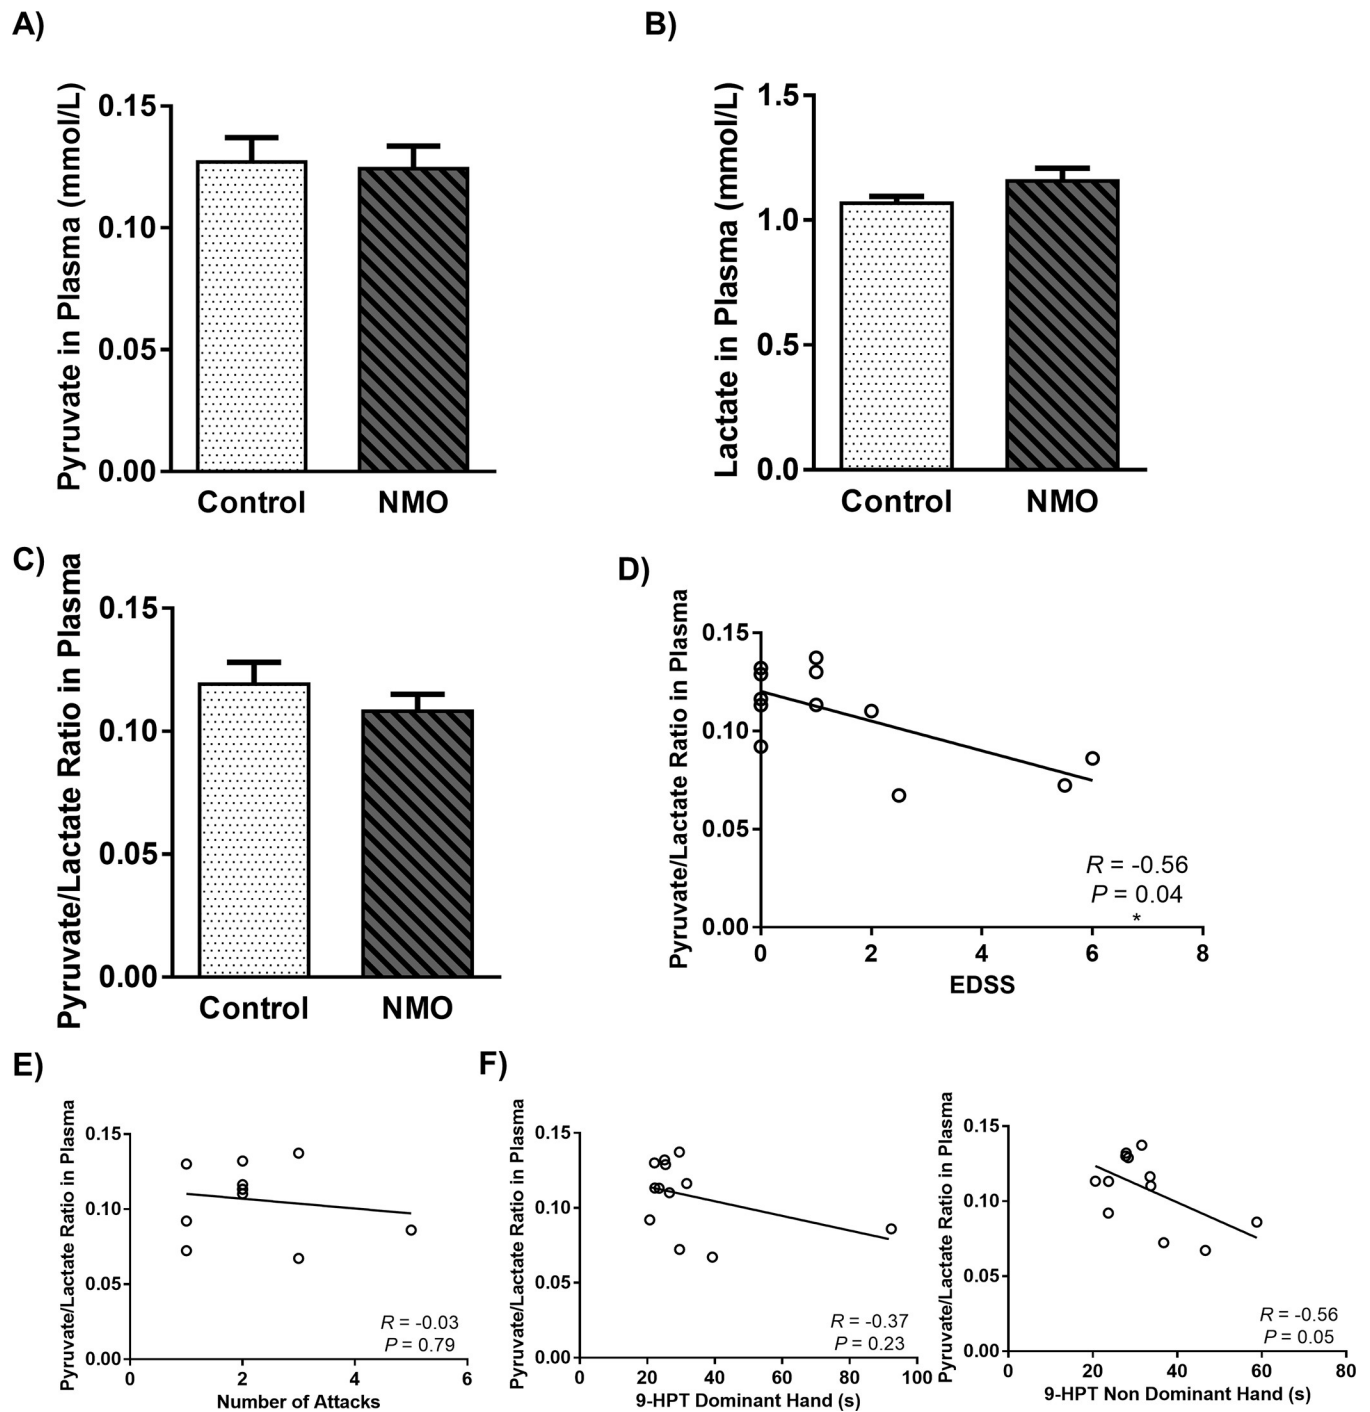 A)
Pyruvate in Plasma (mmol/L)
0.15
0.10
0.05
0.00
Control
NMO
B)
Lactate in Plasma (mmol/L)
1.5
1.0
0.5
0.0
Control
NMO
C)
Pyruvate/Lactate Ratio in Plasma
0.15
0.10
0.05
0.00
Control
NMO
D)
Pyruvate/Lactate Ratio in Plasma
0.15
0.10
0.05
0.00
R = -0.56
P = 0.04
*
0 2 4 6 8
EDSS
E)
Pyruvate/Lactate Ratio in Plasma
0.15
0.10
0.05
0.00
R = -0.03
P = 0.79
0 2 4 6
Number of Attacks
F)
Pyruvate/Lactate Ratio in Plasma
0.15
0.10
0.05
0.00
R = -0.37
P = 0.23
0 20 40 60 80 100
9-HPT Dominant Hand (s)
Pyruvate/Lactate Ratio in Plasma
0.15
0.10
0.05
0.00
R = -0.56
P = 0.05
0 20 40 60 80
9-HPT Non Dominant Hand (s)